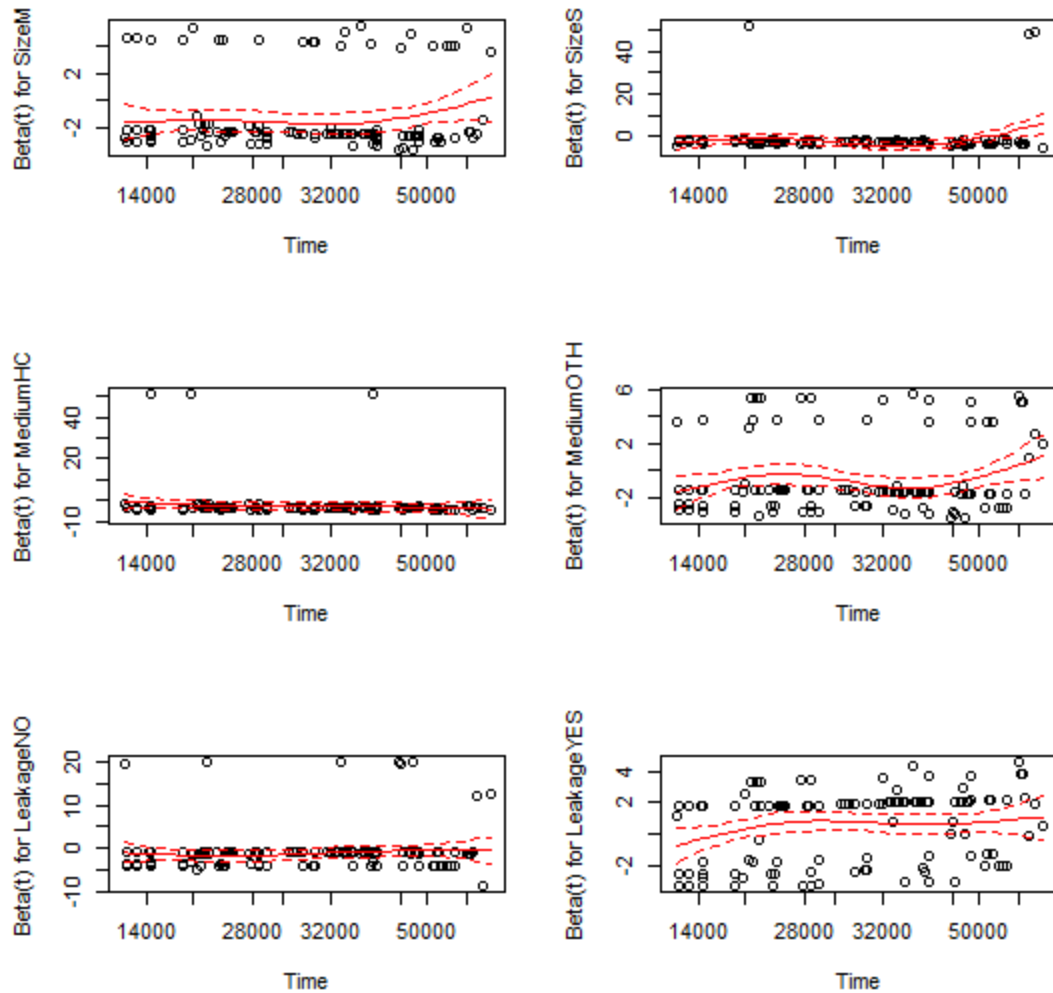 Beta(t) for SizeM
2
-2
14000 28000 32000 50000
Time
Beta(t) for SizeS
40
20
0
14000 28000 32000 50000
Time
Beta(t) for MediumHC
40
20
-10
14000 28000 32000 50000
Time
Beta(t) for MediumOTH
6
2
-2
14000 28000 32000 50000
Time
Beta(t) for LeakageNO
20
10
0
-10
14000 28000 32000 50000
Time
Beta(t) for LeakageYES
4
2
-2
14000 28000 32000 50000
Time